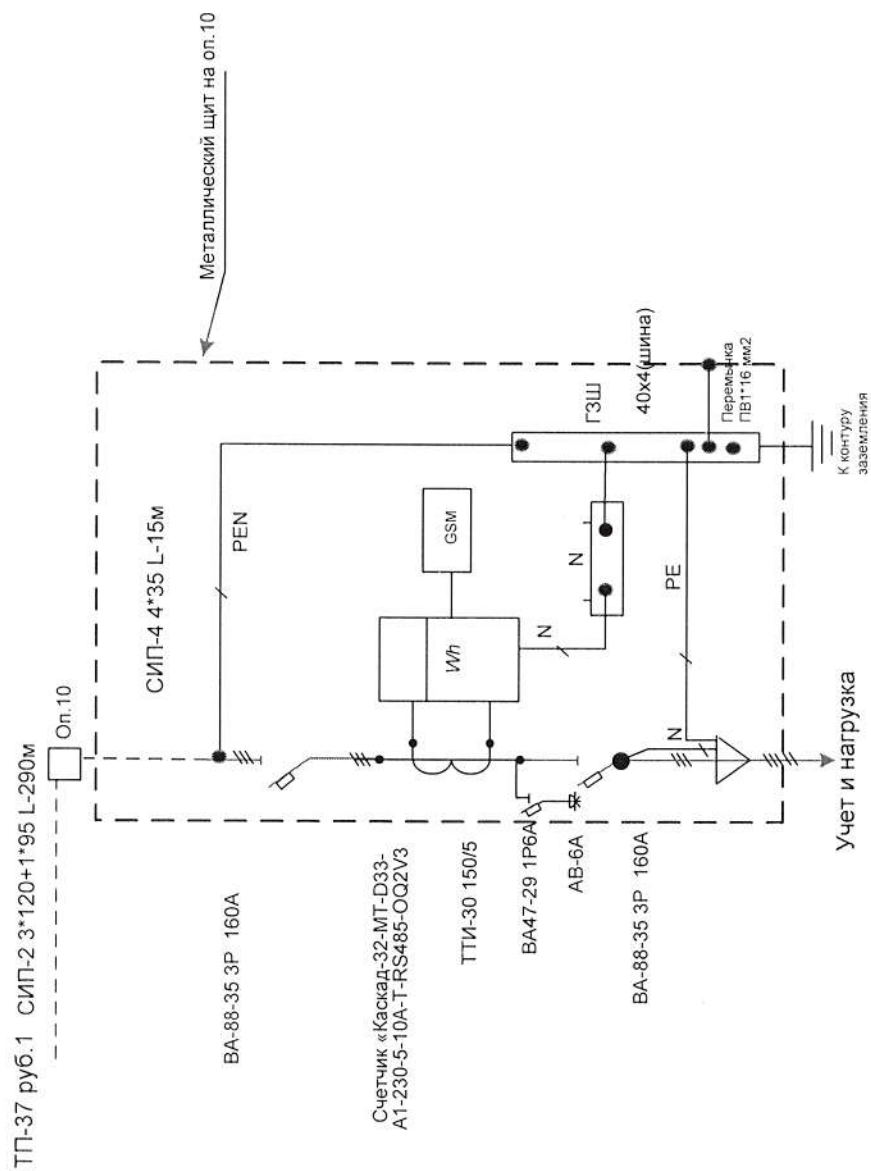 ТП-37 руб.1 СИП-2 3*120+1*95 L-290м
Оп.10
Металлический щит на оп.10
СИП-4 4*35 L-15м
PEN
ВА-88-35 3Р 160А
Счетчик «Каскад-32-МТ-D33-
А1-230-5-10А-Т-RS485-OQ2V3
GSM
Wh
ТТИ-30 150/5
N
N
ГЗШ
40х4(шина)
ВА47-29 1Р6А
АВ-6А
ВА-88-35 3Р 160А
PE
N
Перемычка
ПВ1*16 мм2
К контуру
заземления
Учет и нагрузка